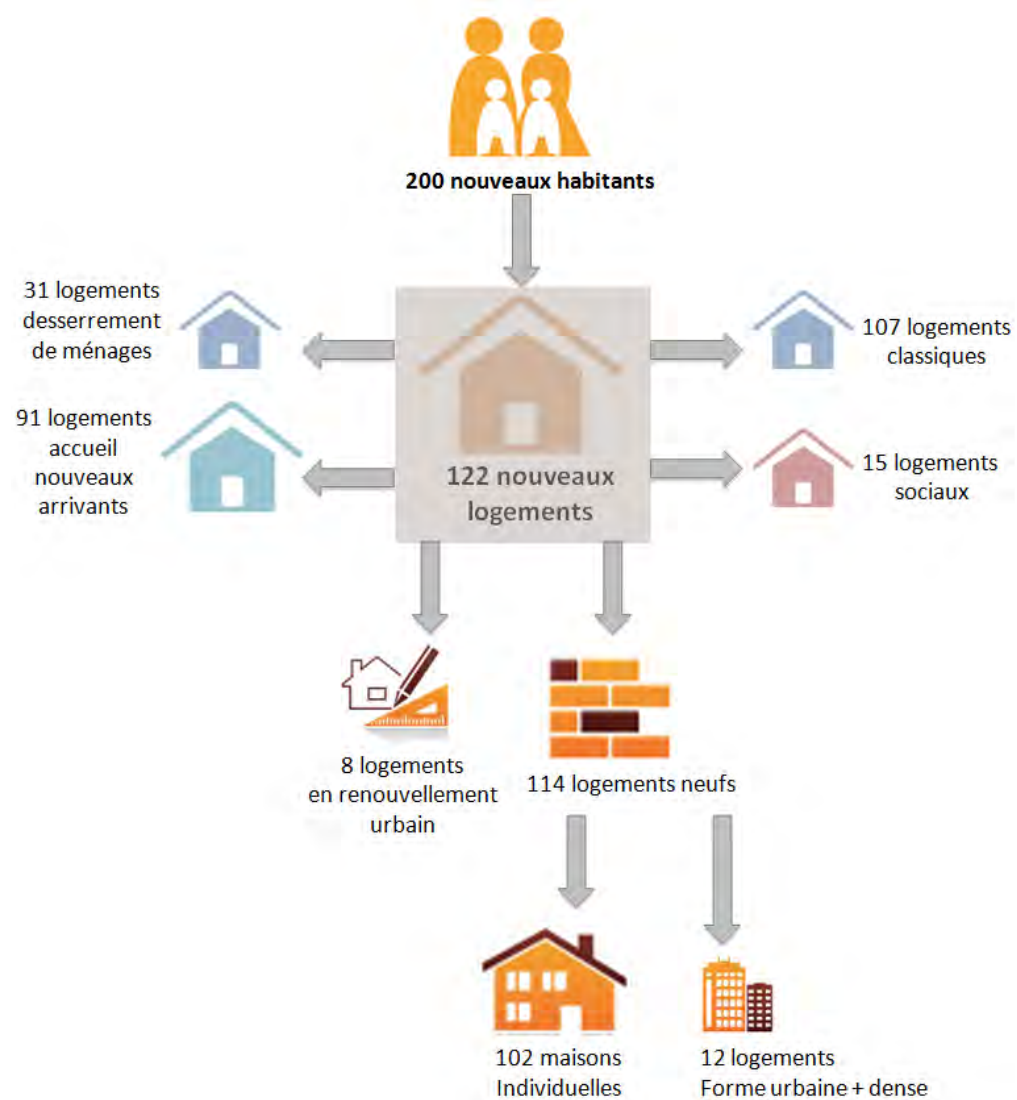 200 nouveaux habitants
31 logements
desserrement
de ménages
107 logements
classiques
91 logements
accueil
nouveaux
arrivants
122 nouveaux
logements
15 logements
sociaux
8 logements
en renouvellement
urbain
114 logements neufs
102 maisons
Individuelles
12 logements
Forme urbaine + dense